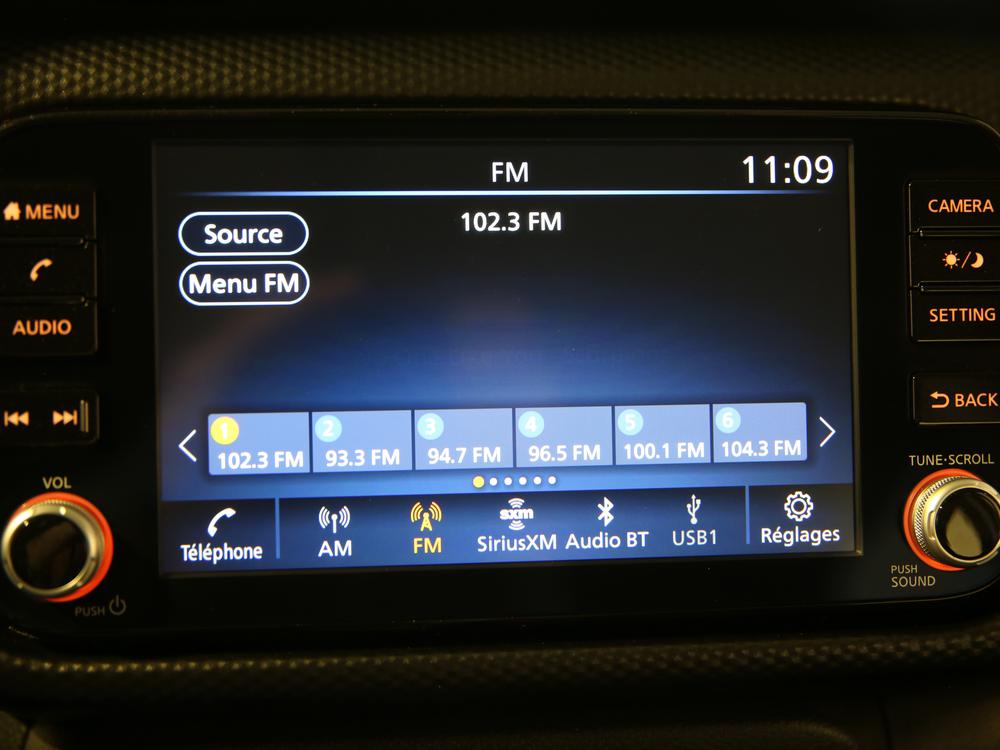 FM
11:09
102.3 FM
Source
Menu FM
1 2 3 4 5 6
102.3 FM 93.3 FM 94.7 FM 96.5 FM 100.1 FM 104.3 FM
Téléphone AM FM SiriusXM Audio BT USB1 Réglages
sxm
MENU
AUDIO
VOL
PUSH
CAMERA
SETTING
BACK
TUNE·SCROLL
PUSH
SOUND